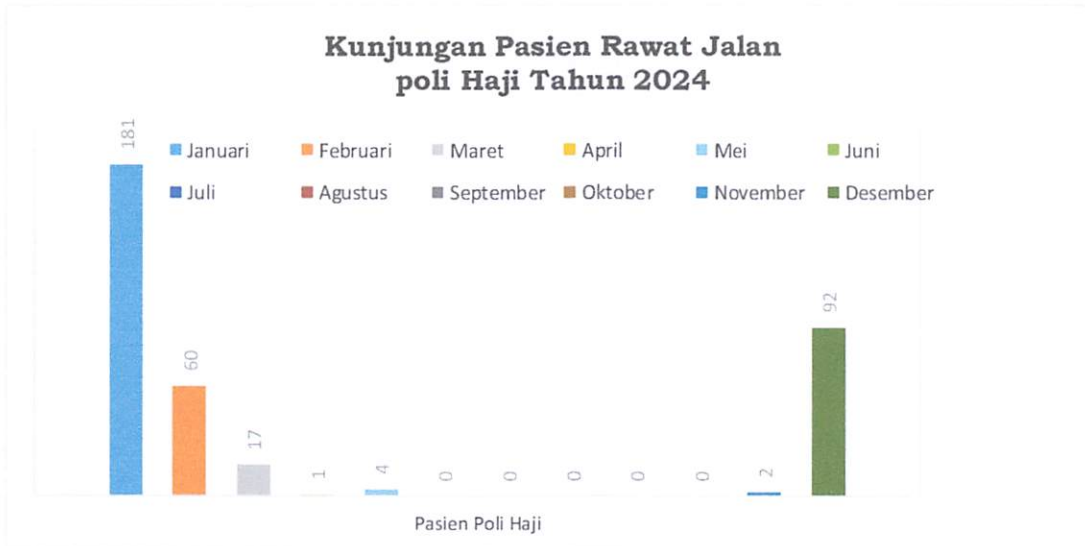 Kunjungan Pasien Rawat Jalan
poli Haji Tahun 2024
Januari Februari Maret April Mei Juni
Juli Agustus September Oktober November Desember
181
60
17
1
4
0
0
0
0
0
2
92
Pasien Poli Haji